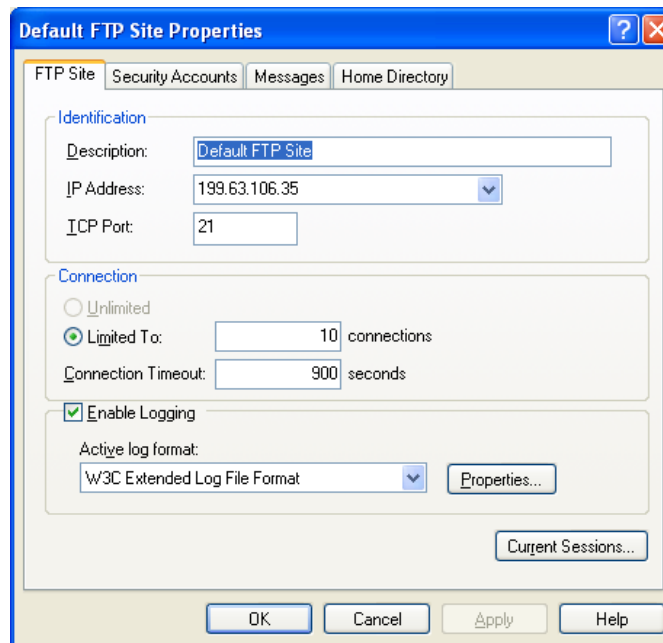 Default FTP Site Properties
FTP Site Security Accounts Messages Home Directory
Identification
Description: Default FTP Site
IP Address: 199.63.106.35
TCP Port: 21
Connection
Unlimited
Limited To: 10 connections
Connection Timeout: 900 seconds
Enable Logging
Active log format:
W3C Extended Log File Format Properties...
Current Sessions...
OK Cancel Apply Help